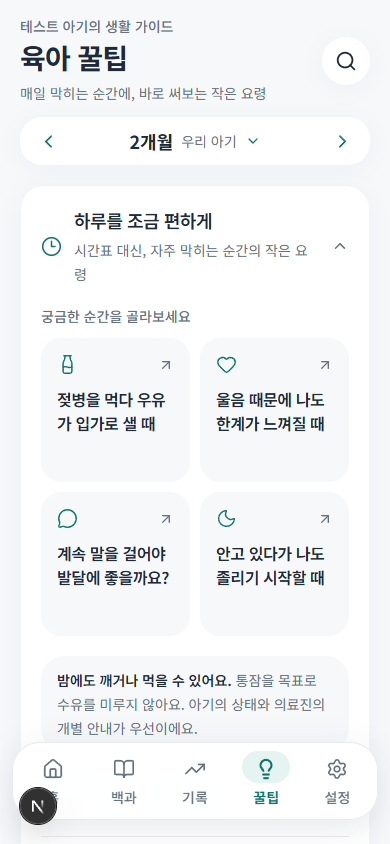 테스트 아기의 생활 가이드
육아 꿀팁
매일 막히는 순간에, 바로 써보는 작은 요령
2개월 우리 아기
하루를 조금 편하게
시간표 대신, 자주 막히는 순간의 작은 요
령
궁금한 순간을 골라보세요
젖병을 먹다 우유
가 입가로 샐 때
울음 때문에 나도
한계가 느껴질 때
계속 말을 걸어야
발달에 좋을까요?
안고 있다가 나도
졸리기 시작할 때
밤에도 깨거나 먹을 수 있어요. 통잠을 목표로
수유를 미루지 않아요. 아기의 상태와 의료진의
개별 안내가 우선이에요.
N
백과
기록
꿀팁
설정